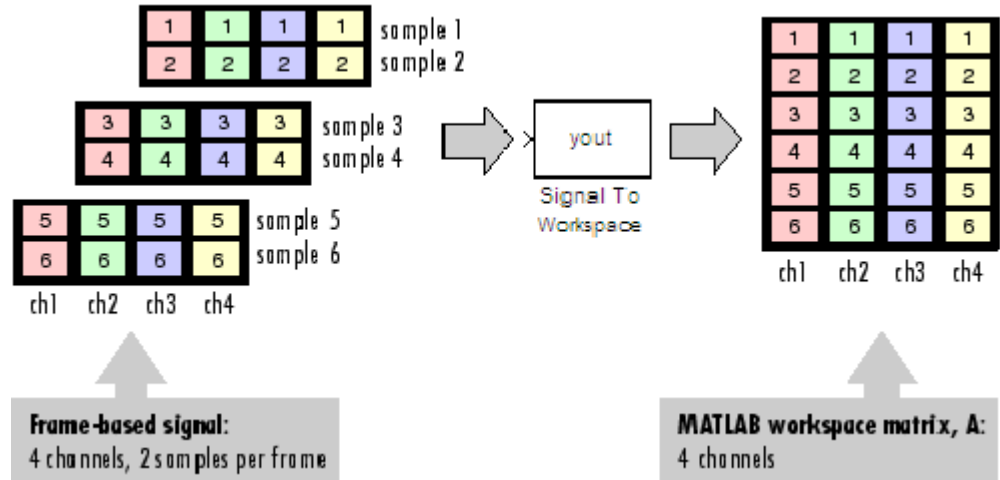 1 1 1 1 sample 1
2 2 2 2 sample 2
3 3 3 3 sample 3
4 4 4 4 sample 4
5 5 5 5 sample 5
6 6 6 6 sample 6
ch1 ch2 ch3 ch4
Frame-based signal:
4 channels, 2 samples per frame
yout
Signal To
Workspace
1 1 1 1
2 2 2 2
3 3 3 3
4 4 4 4
5 5 5 5
6 6 6 6
ch1 ch2 ch3 ch4
MATLAB workspace matrix, A:
4 channels